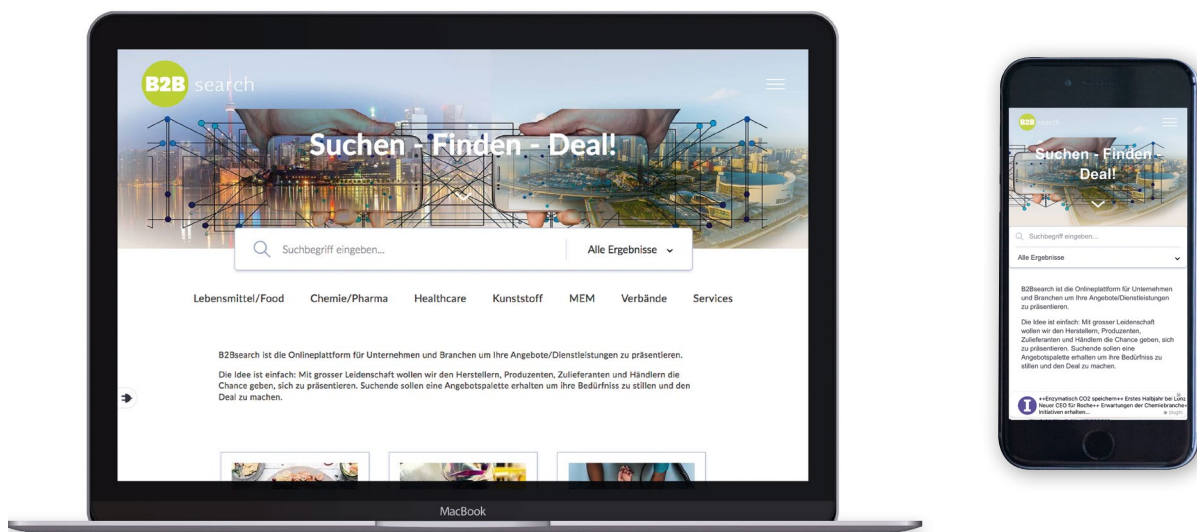 B2B search
Suchen - Finden - Deal!
Suchbegriff eingeben...
Alle Ergebnisse
Lebensmittel/Food Chemie/Pharma Healthcare Kunststoff MEM Verbände Services
B2Bsearch ist die Onlineplattform für Unternehmen und Branchen um Ihre Angebote/Dienstleistungen zu präsentieren.
Die Idee ist einfach: Mit grosser Leidenschaft wollen wir den Herstellern, Produzenten, Zulieferanten und Händlern die
Chance geben, sich zu präsentieren. Suchende sollen eine Angebotspalette erhalten um ihre Bedürfniss zu stillen und den
Deal zu machen.
MacBook
B2B search
Suchen - Finden -
Deal!
Suchbegriff eingeben...
Alle Ergebnisse
B2Bsearch ist die Onlineplattform für Unternehmen
und Branchen um Ihre Angebote/Dienstleistungen
zu präsentieren.
Die Idee ist einfach: Mit grosser Leidenschaft
wollen wir den Herstellern, Produzenten,
Zulieferanten und Händlern die Chance geben, sich
zu präsentieren. Suchende sollen eine
Angebotspalette erhalten um ihre Bedürfniss zu
stillen und den Deal zu machen.
++Enzymatisch CO2 speichern++ Erstes Halbjahr bei Lonz
Neuer CEO für Roche++ Erwartungen der Chemiebranche+
Initiativen erhalten...
plugin